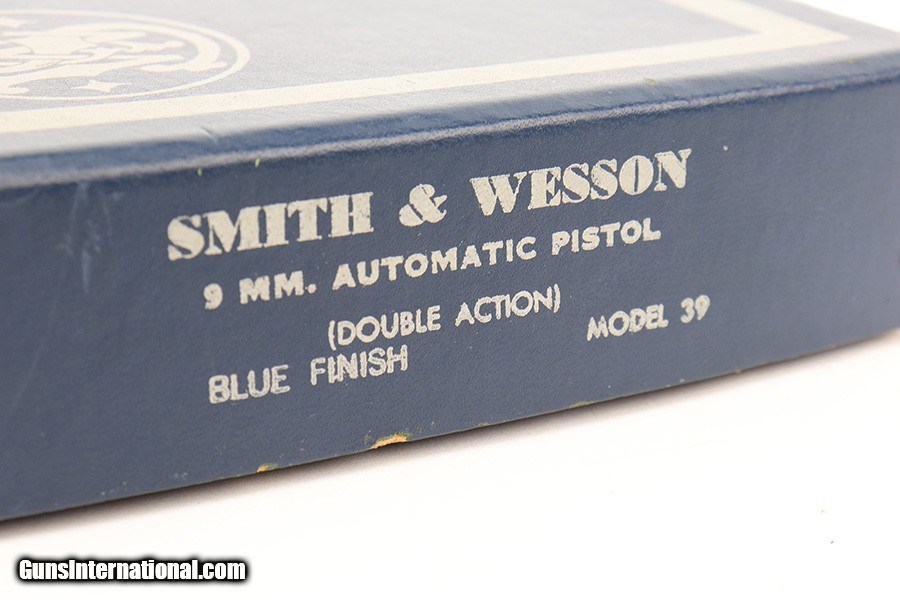 SMITH & WESSON
9 MM. AUTOMATIC PISTOL
(DOUBLE ACTION)
BLUE FINISH MODEL 39
GunsInternational.com